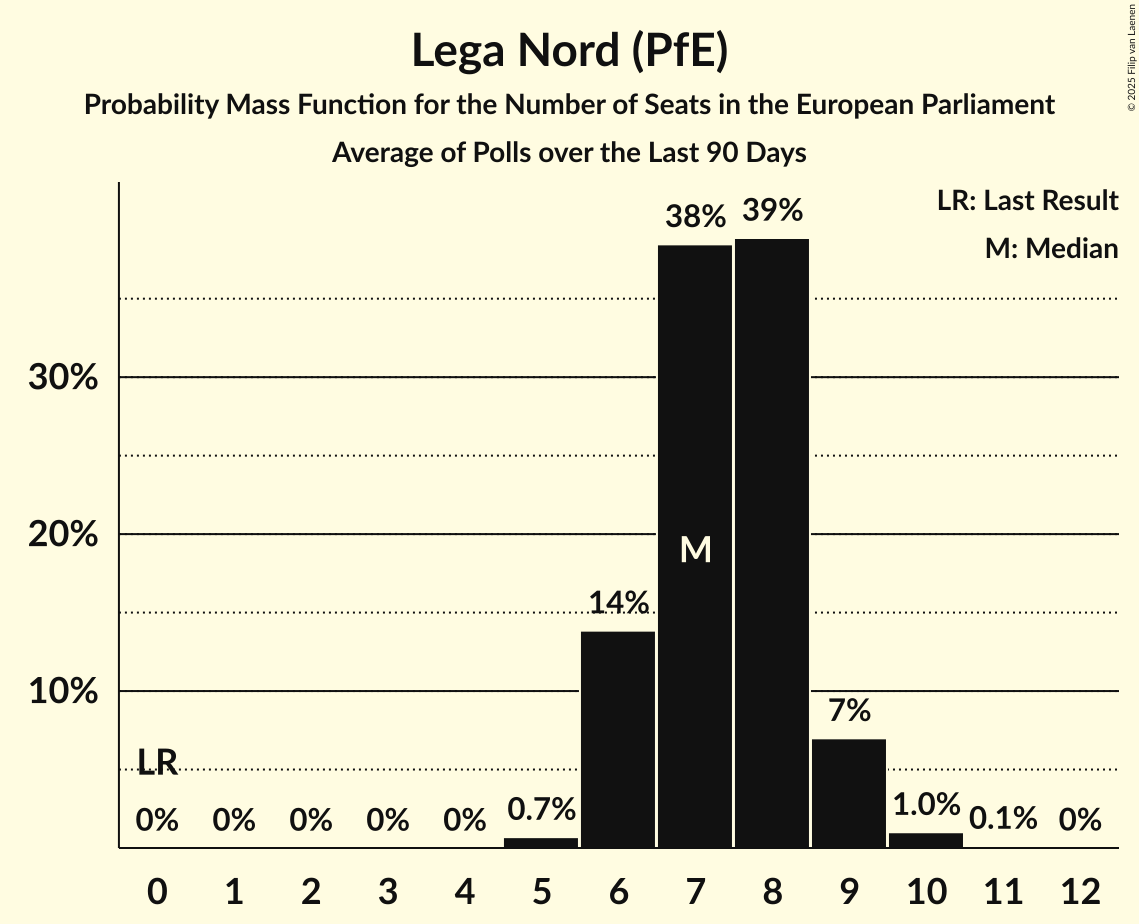 Lega Nord (PfE)
Probability Mass Function for the Number of Seats in the European Parliament
Average of Polls over the Last 90 Days
© 2025 Filip van Laenen
LR: Last Result
M: Median
38%
39%
30%
20%
M
14%
10%
7%
LR
0%
0%
0%
0%
0%
0.7%
1.0%
0.1%
0%
0 1 2 3 4 5 6 7 8 9 10 11 12